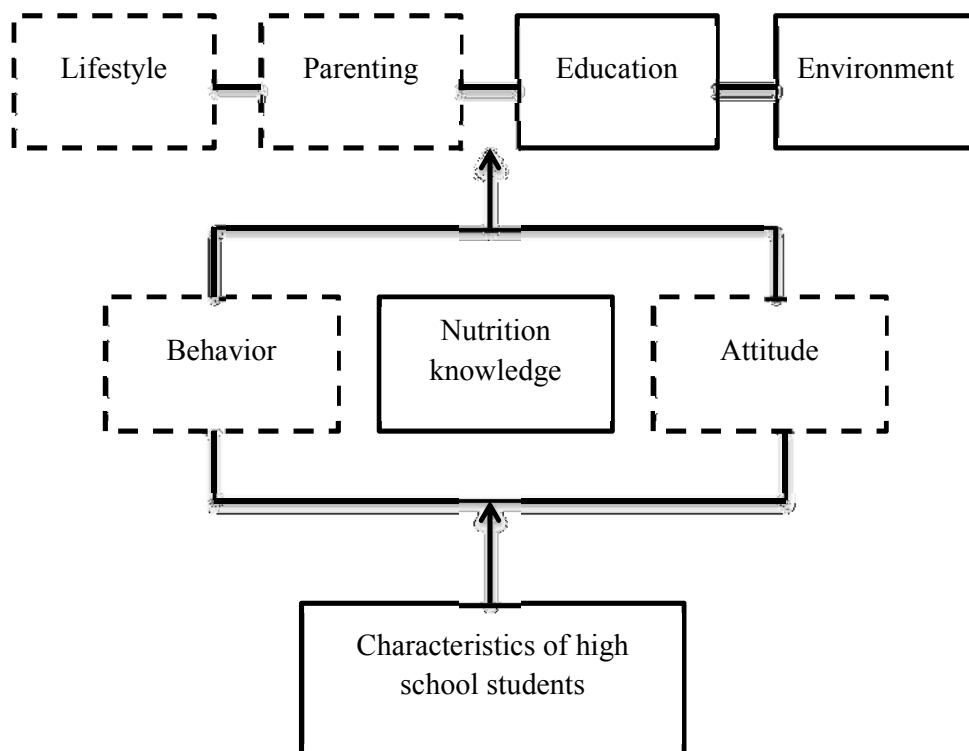 Lifestyle
Parenting
Education
Environment
Behavior
Nutrition
knowledge
Attitude
Characteristics of high
school students